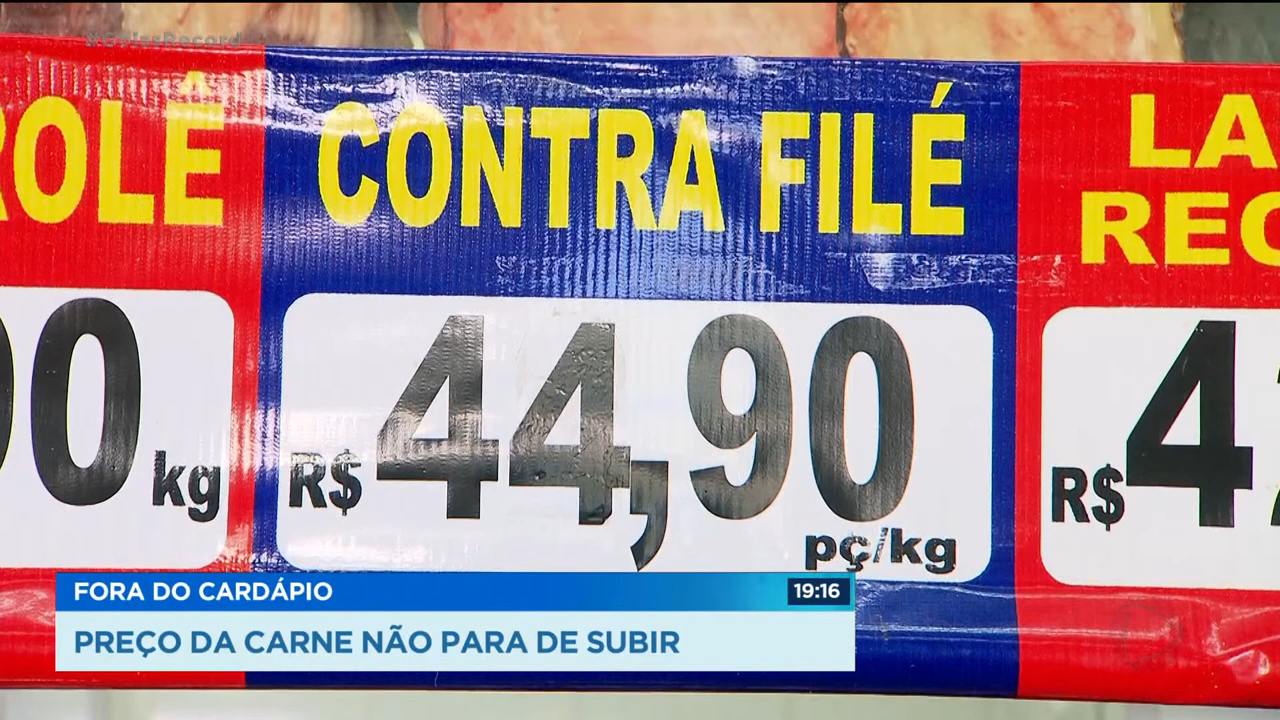 ROLÊ
CONTRA FILÉ
LA
REC
0 kg
R$ 44,90
pç/kg
R$ 4
FORA DO CARDÁPIO
19:16
PREÇO DA CARNE NÃO PARA DE SUBIR